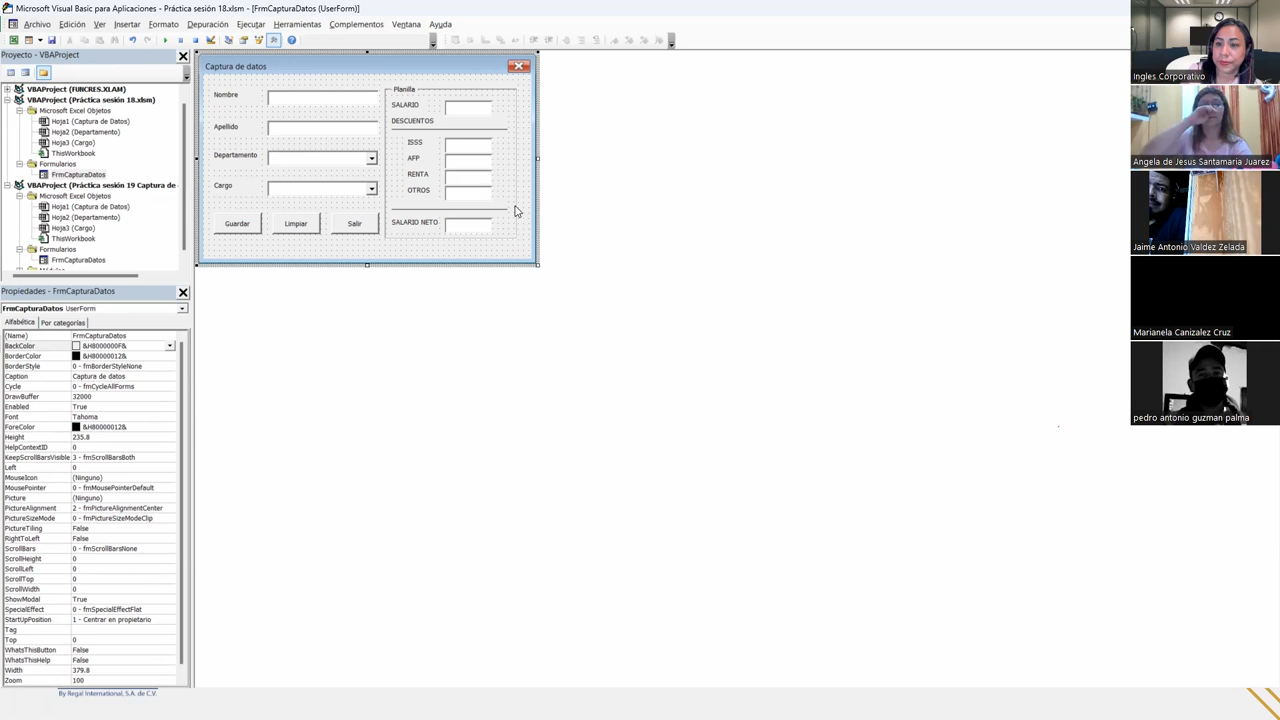 Microsoft Visual Basic para Aplicaciones - Práctica sesión 18.xlsm - [FrmCapturaDatos (UserForm)]
Archivo Edición Ver Insertar Formato Depuración Ejecutar Herramientas Complementos Ventana Ayuda
Proyecto - VBAProject
VBAProject (FUNCRES.XLAM)
VBAProject (Práctica sesión 18.xlsm)
Microsoft Excel Objetos
Hoja1 (Captura de Datos)
Hoja2 (Departamento)
Hoja3 (Cargo)
ThisWorkbook
Formularios
FrmCapturaDatos
VBAProject (Práctica sesión 19 Captura de
Microsoft Excel Objetos
Hoja1 (Captura de Datos)
Hoja2 (Departamento)
Hoja3 (Cargo)
ThisWorkbook
Formularios
FrmCapturaDatos
Captura de datos
Nombre
Apellido
Departamento
Cargo
Guardar Limpiar Salir
Planilla
SALARIO
DESCUENTOS
ISSS
AFP
RENTA
OTROS
SALARIO NETO
Propiedades - FrmCapturaDatos
FrmCapturaDatos UserForm
Alfabética Por categorías
(Name) FrmCapturaDatos
BackColor &H8000000F&
BorderColor &H80000012&
BorderStyle 0 - fmBorderStyleNone
Caption Captura de datos
Cycle 0 - fmCycleAllForms
DrawBuffer 32000
Enabled True
Font Tahoma
ForeColor &H80000012&
Height 235.8
HelpContextID 0
KeepScrollBarsVisible 3 - fmScrollBarsBoth
Left 0
MouseIcon (Ninguno)
MousePointer 0 - fmMousePointerDefault
Picture (Ninguno)
PictureAlignment 2 - fmPictureAlignmentCenter
PictureSizeMode 0 - fmPictureSizeModeClip
PictureTiling False
RightToLeft False
ScrollBars 0 - fmScrollBarsNone
ScrollHeight 0
ScrollLeft 0
ScrollTop 0
ScrollWidth 0
ShowModal True
SpecialEffect 0 - fmSpecialEffectFlat
StartUpPosition 1 - Centrar en propietario
Tag
Top 0
WhatsThisButton False
WhatsThisHelp False
Width 379.8
Zoom 100
By Regal International, S.A. de C.V.
Ingles Corporativo
Angela de Jesus Santamaria Juarez
Jaime Antonio Valdez Zelada
Marianela Canizalez Cruz
pedro antonio guzman palma